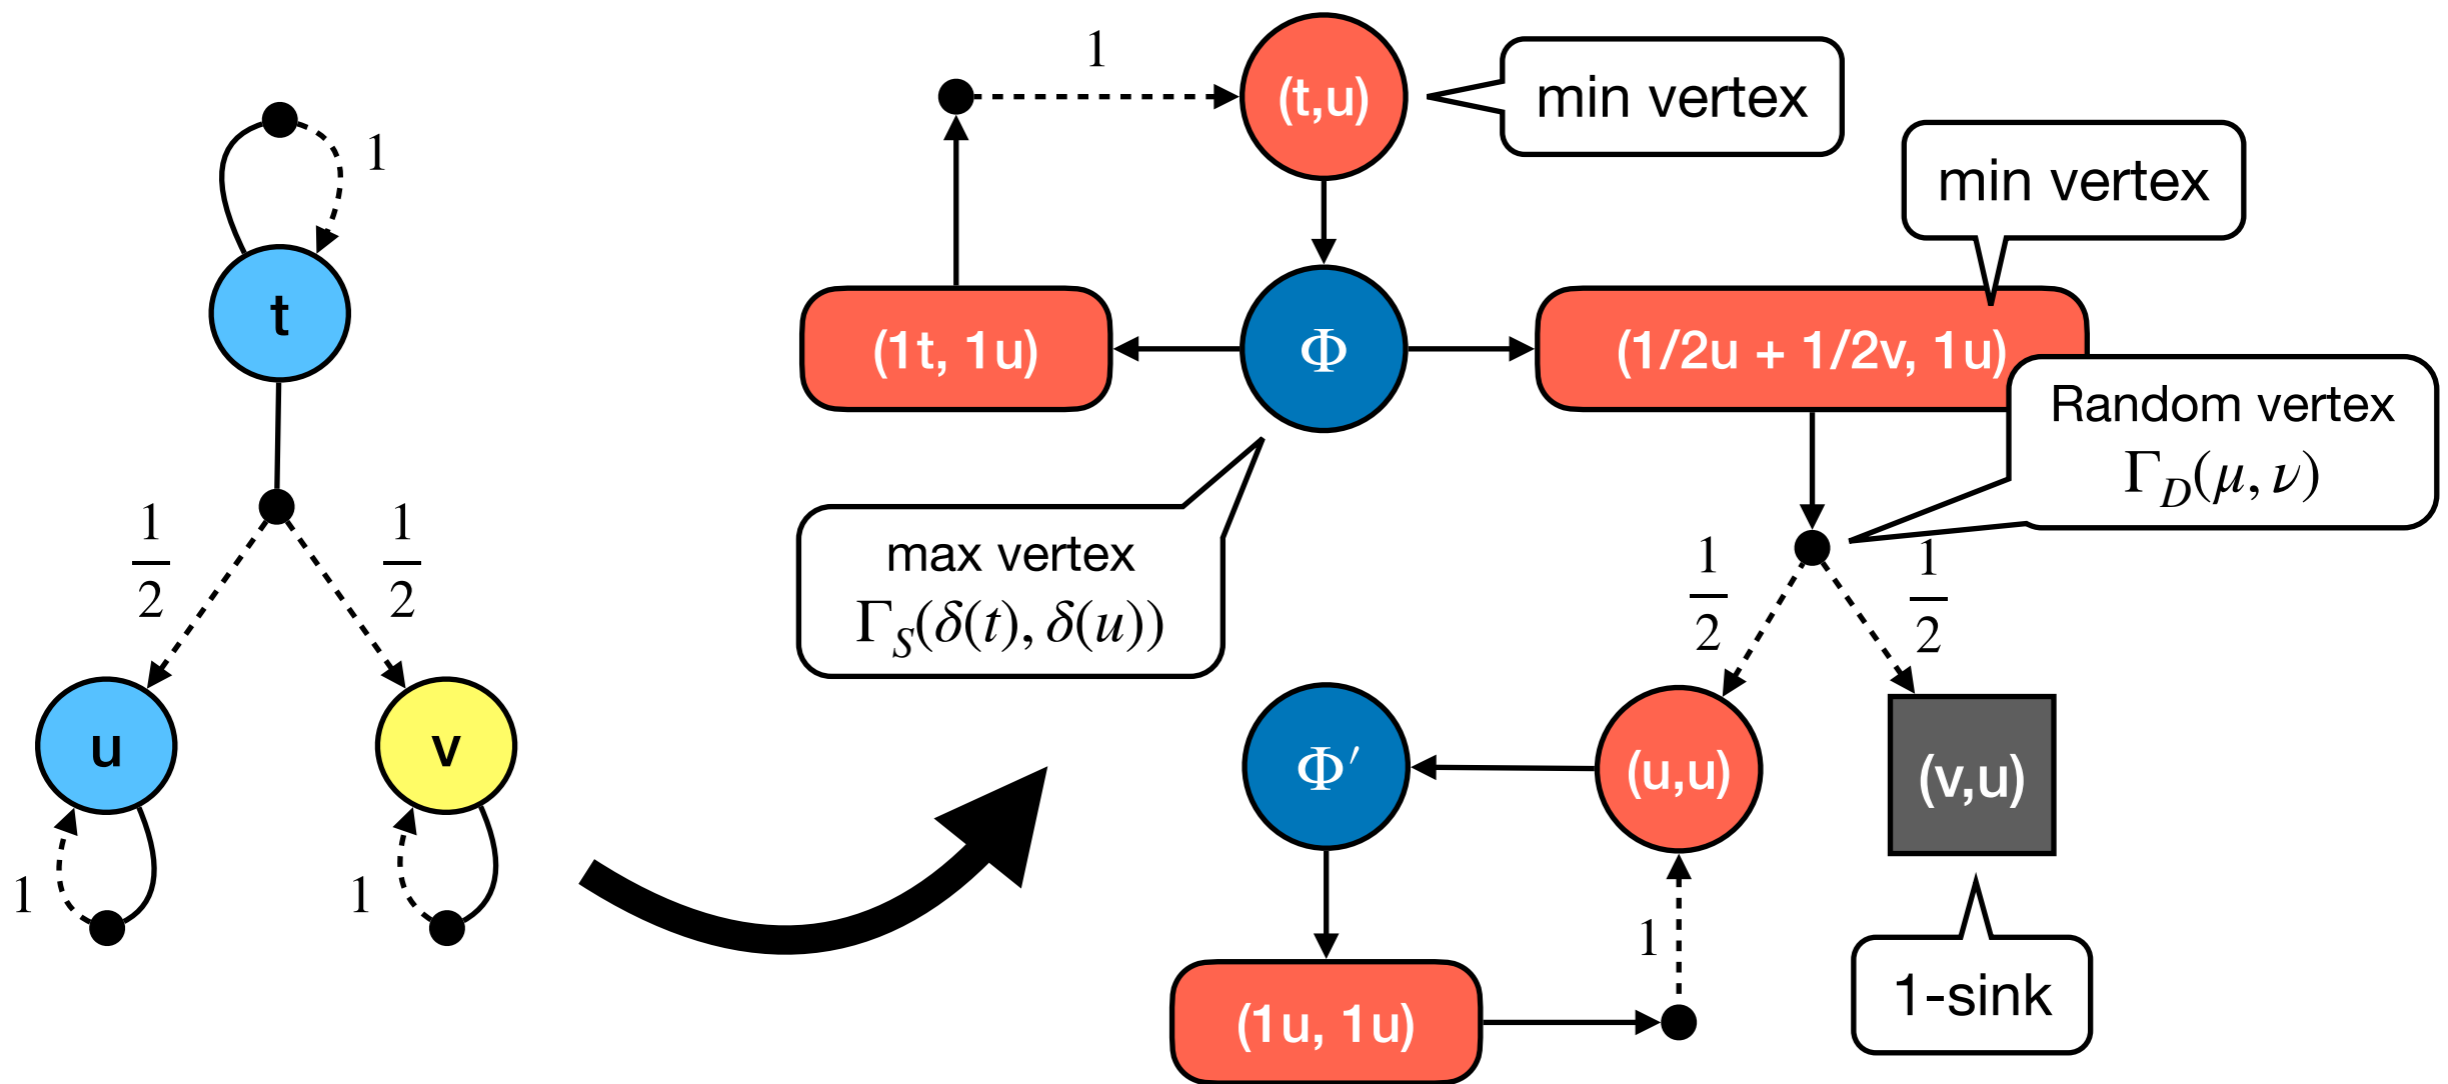 1
t
1/2
1/2
u
v
1
1
1
(t,u)
min vertex
min vertex
(1t, 1u)
Φ
(1/2u + 1/2v, 1u)
Random vertex
Γ_D(μ, ν)
max vertex
Γ_S(δ(t), δ(u))
1/2
1/2
Φ′
(u,u)
(v,u)
1
(1u, 1u)
1-sink